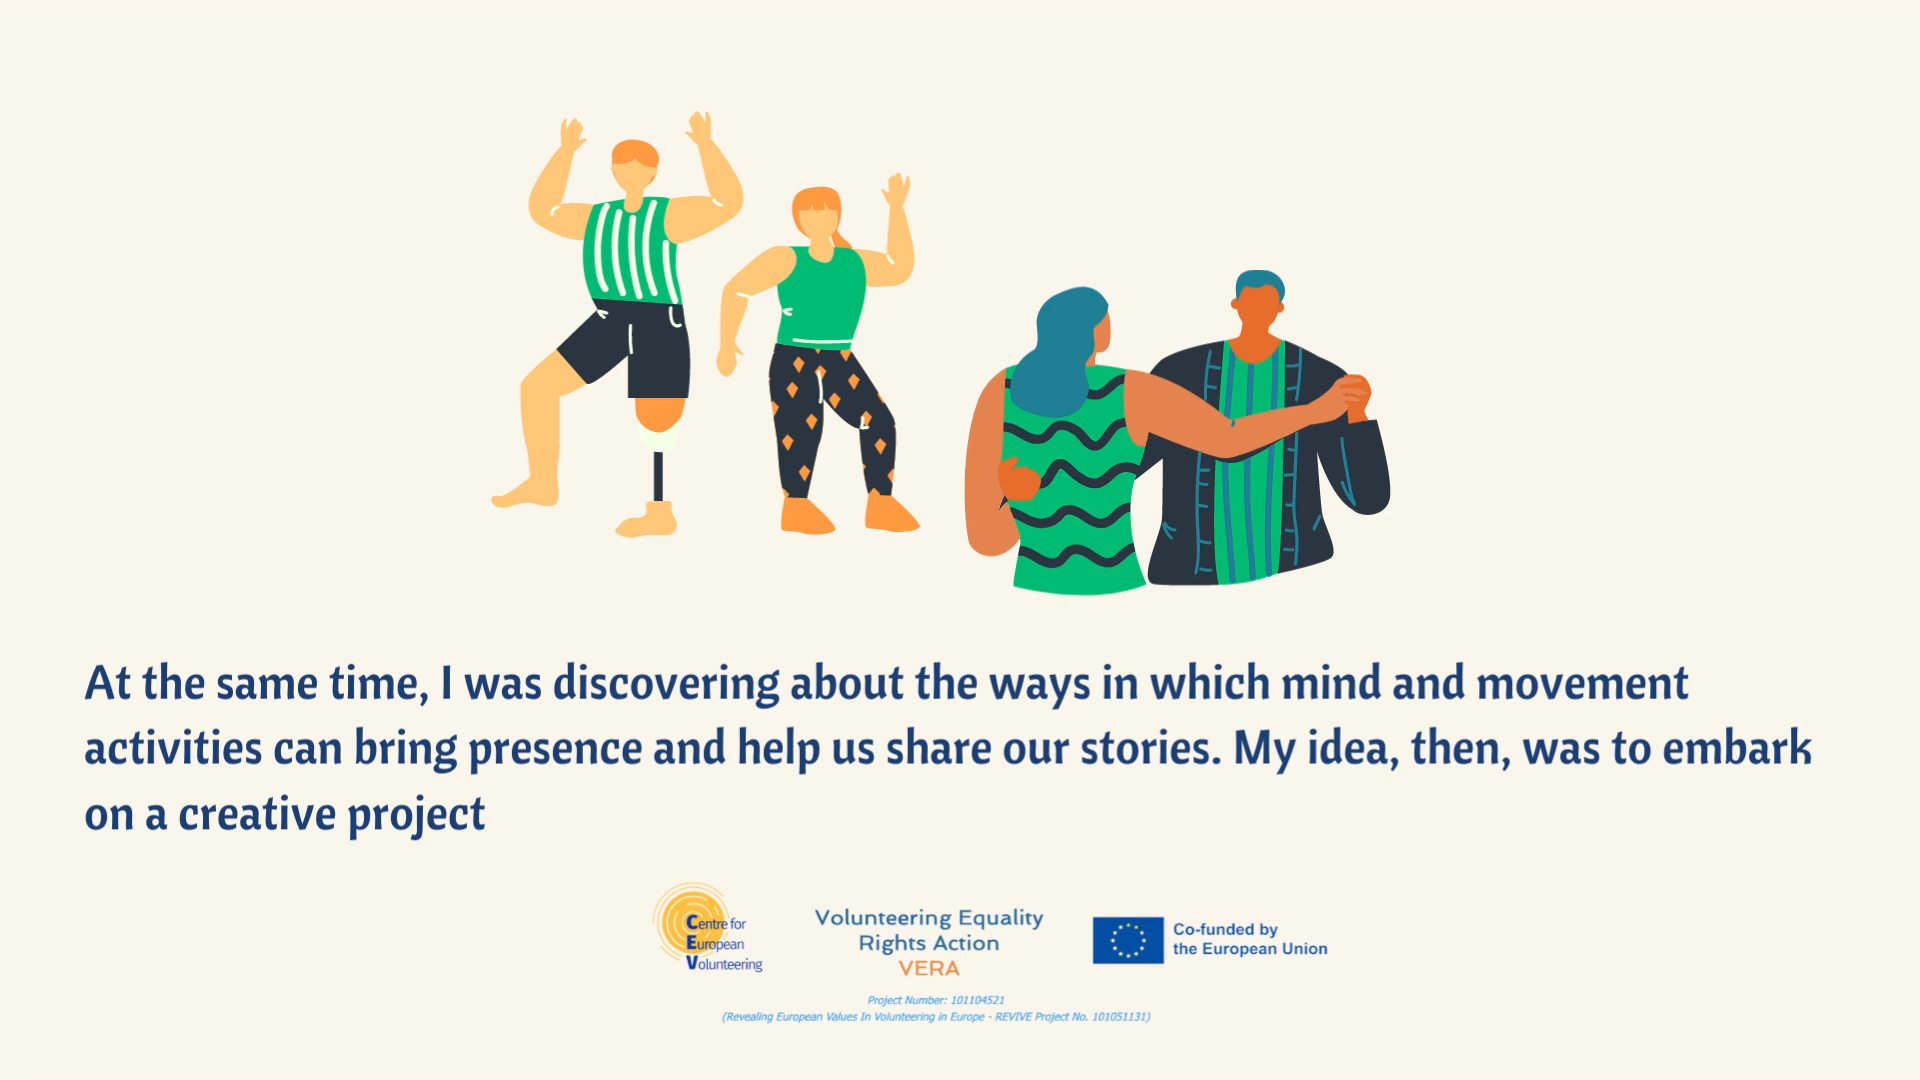 At the same time, I was discovering about the ways in which mind and movement
activities can bring presence and help us share our stories. My idea, then, was to embark
on a creative project
Centre for
European
Volunteering
Volunteering Equality
Rights Action
VERA
Co-funded by
the European Union
Project Number: 101104521
(Revealing European Values In Volunteering in Europe - REVIVE Project No. 101051131)